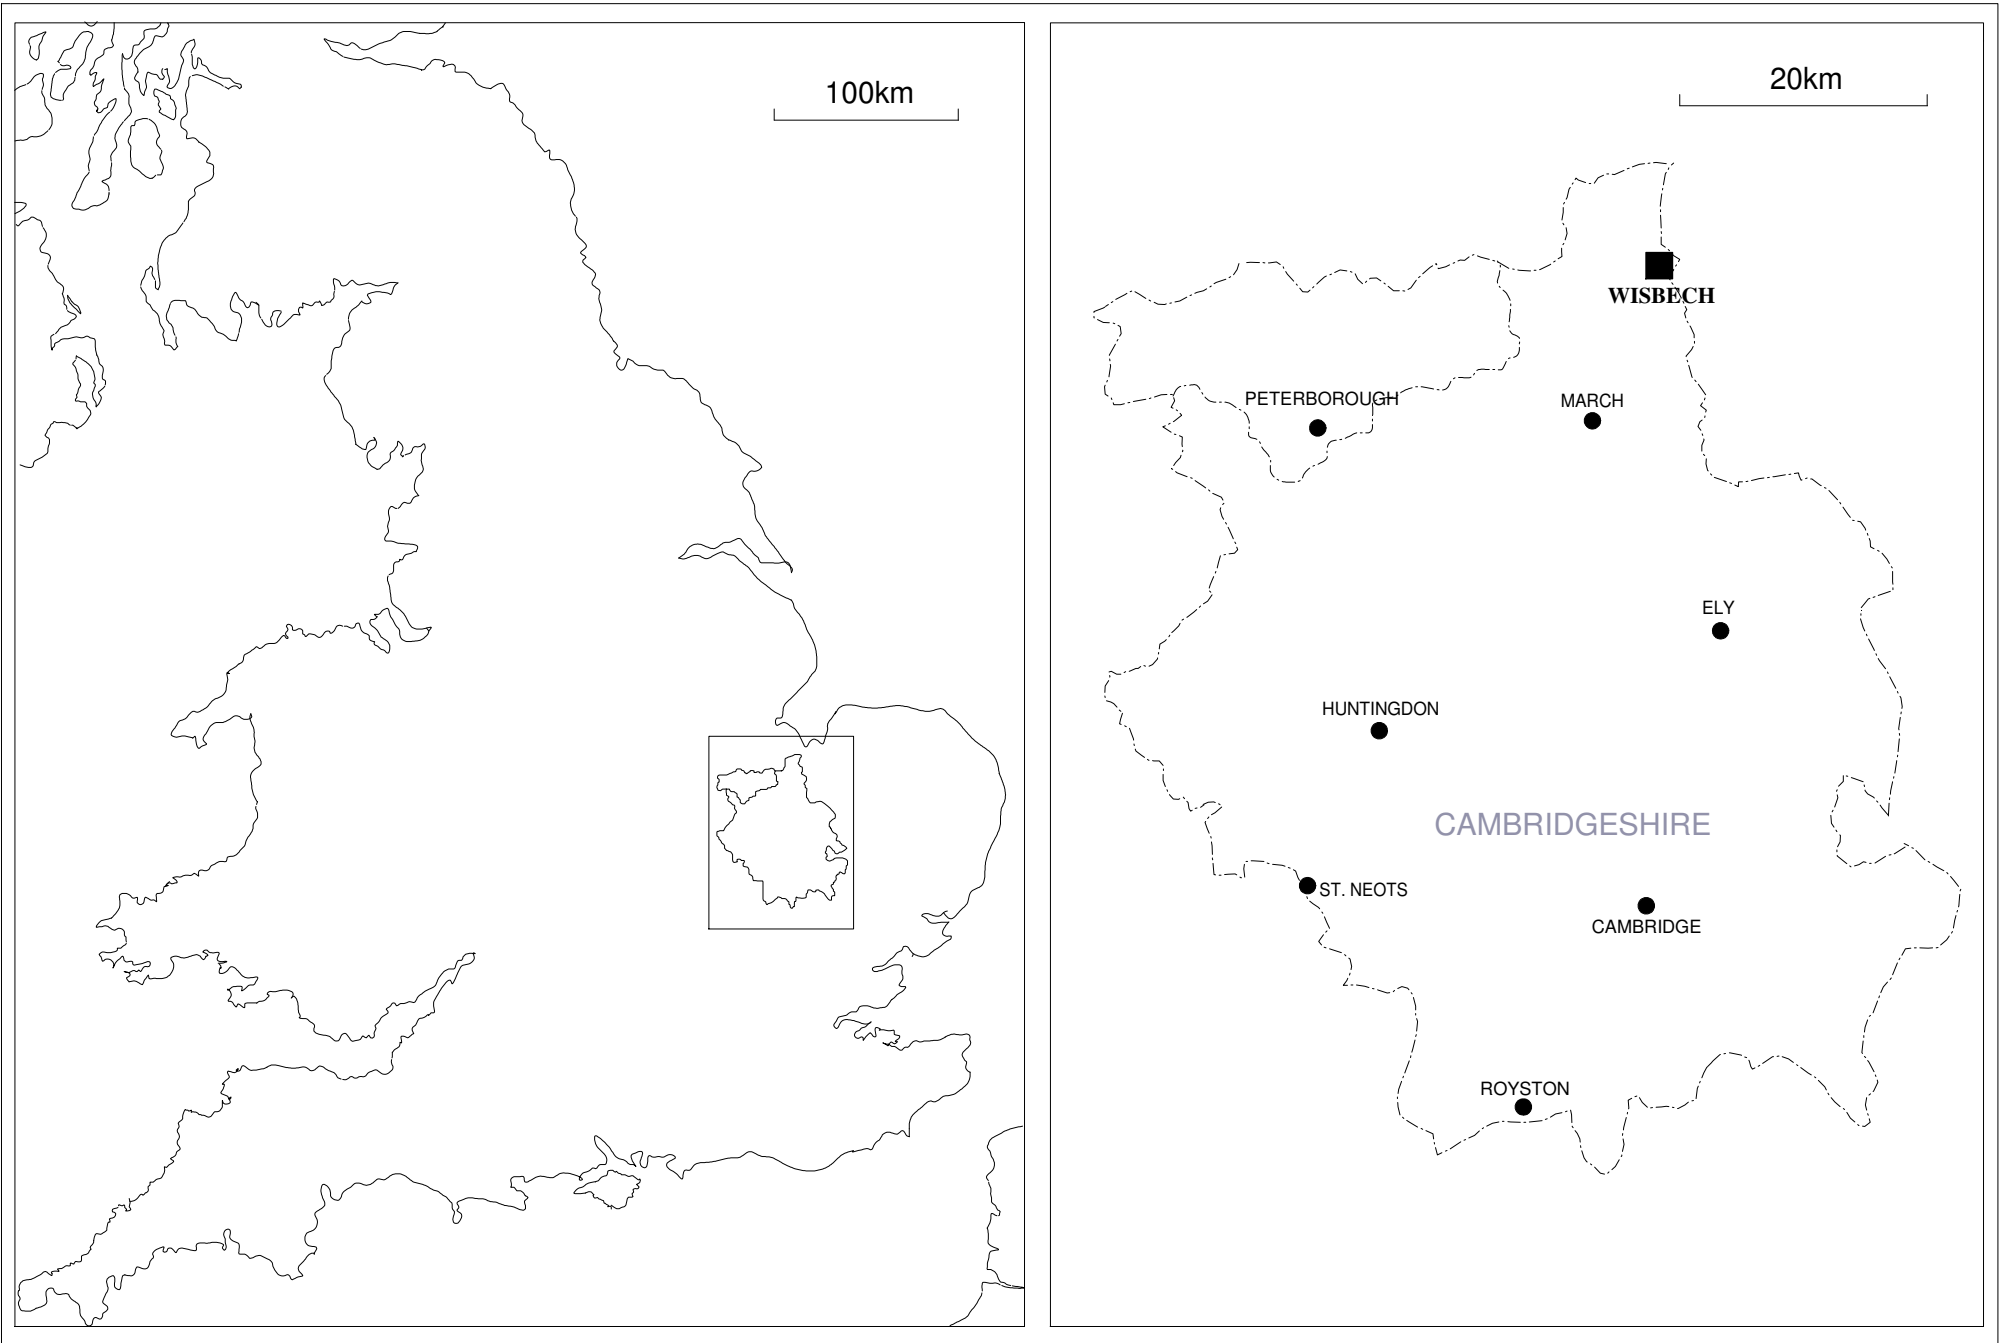 100km
20km
WISBECH
PETERBOROUGH
MARCH
ELY
HUNTINGDON
CAMBRIDGESHIRE
ST. NEOTS
CAMBRIDGE
ROYSTON